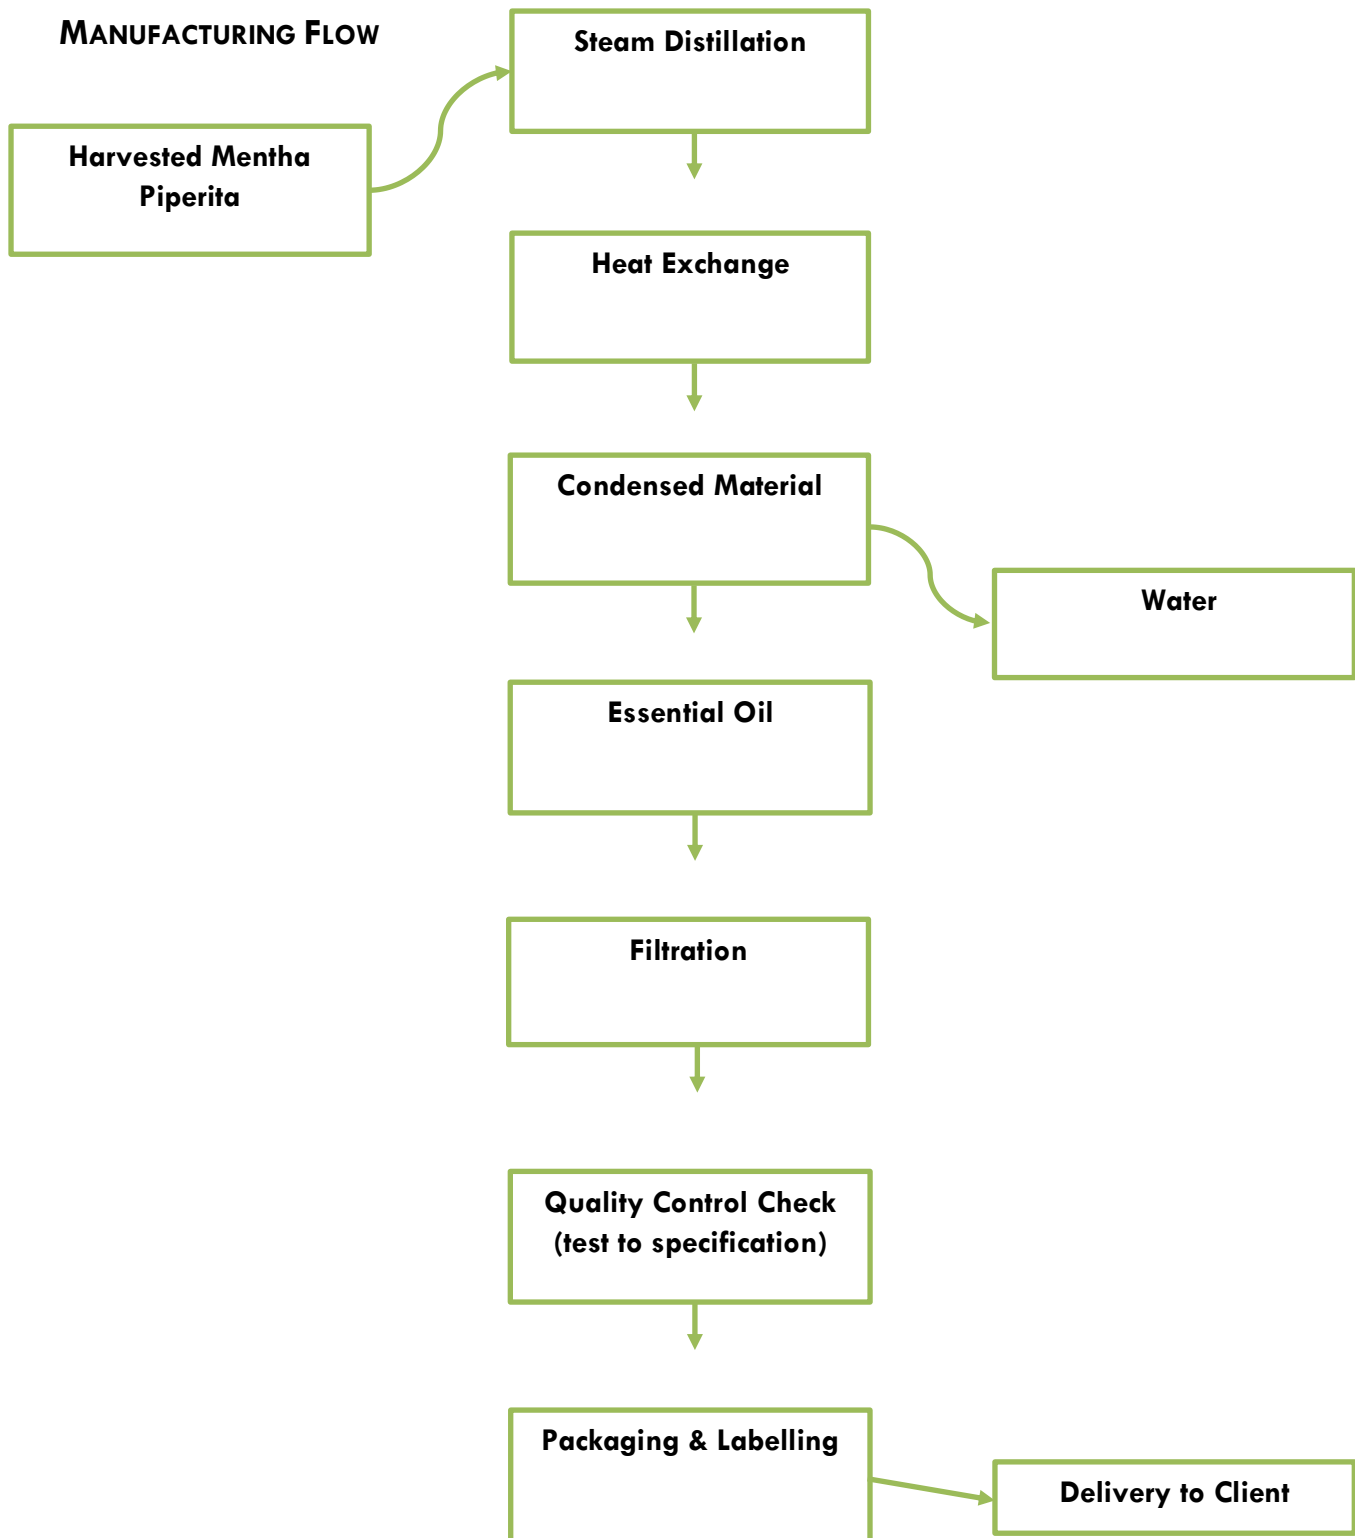 MANUFACTURING FLOW
Steam Distillation
Harvested Mentha
Piperita
Heat Exchange
Condensed Material
Water
Essential Oil
Filtration
Quality Control Check
(test to specification)
Packaging & Labelling
Delivery to Client